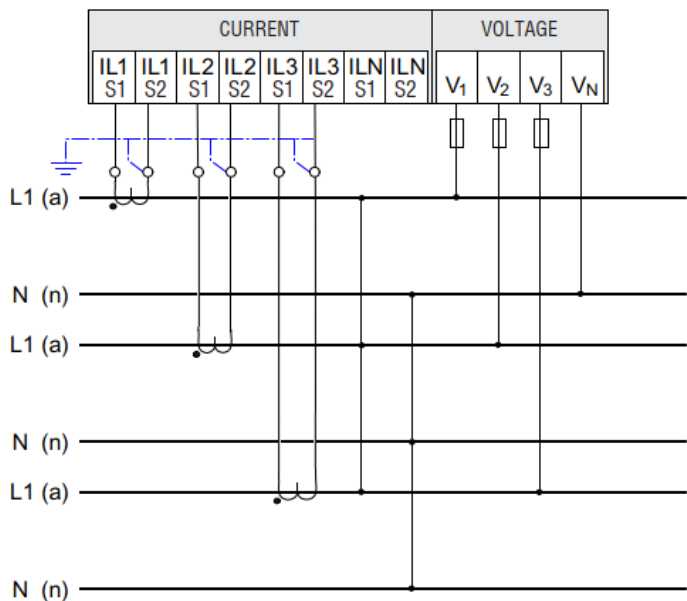 CURRENT VOLTAGE
IL1 IL1 IL2 IL2 IL3 IL3 ILN ILN
S1 S2 S1 S2 S1 S2 S1 S2 V1 V2 V3 VN
L1 (a)
N (n)
L1 (a)
N (n)
L1 (a)
N (n)